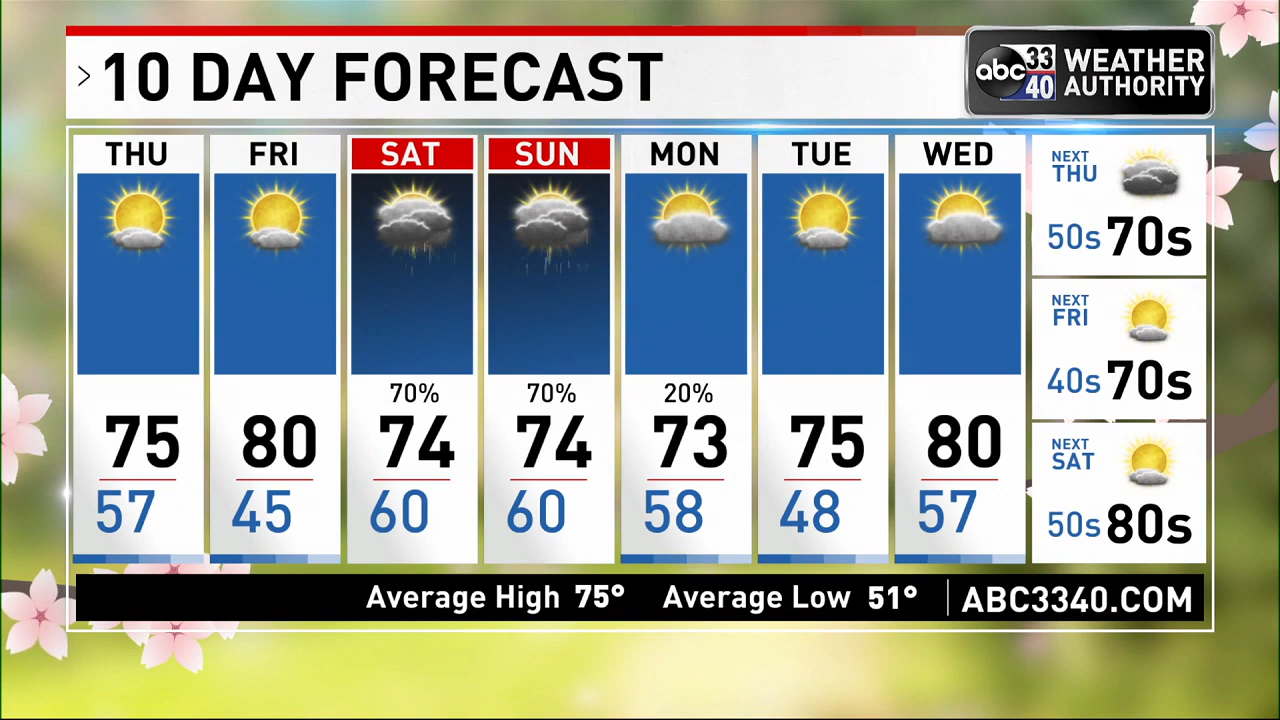 > 10 DAY FORECAST
abc 33 40 WEATHER AUTHORITY
THU
75
57
FRI
80
45
SAT
70%
74
60
SUN
70%
74
60
MON
20%
73
58
TUE
75
48
WED
80
57
NEXT THU
50s 70s
NEXT FRI
40s 70s
NEXT SAT
50s 80s
Average High 75° Average Low 51° ABC3340.COM